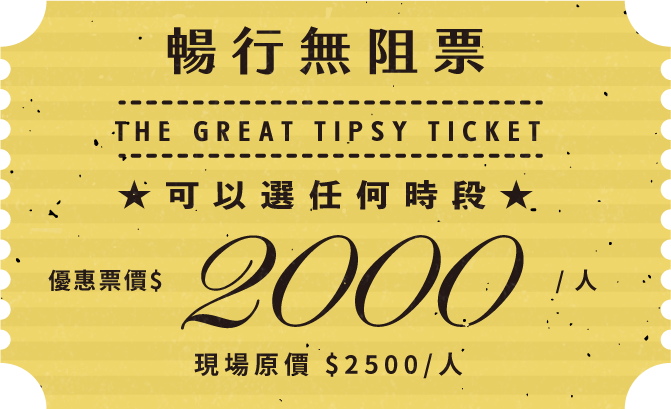 暢行無阻票
THE GREAT TIPSY TICKET
★可以選任何時段★
優惠票價$ 2000 / 人
現場原價 $2500/人